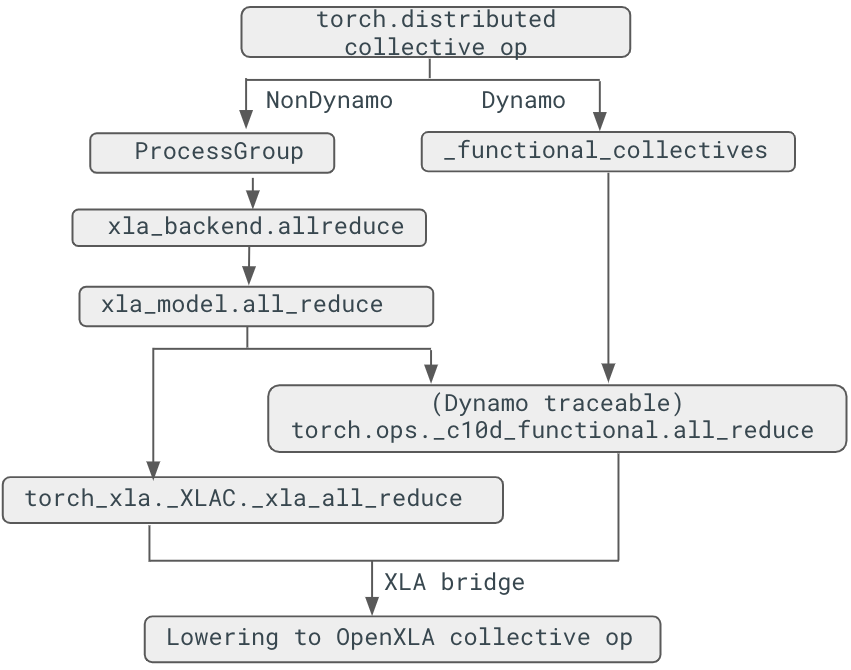 torch.distributed
collective op
NonDynamo
Dynamo
ProcessGroup
_functional_collectives
xla_backend.allreduce
xla_model.all_reduce
(Dynamo traceable)
torch.ops._c10d_functional.all_reduce
torch_xla._XLAC._xla_all_reduce
XLA bridge
Lowering to OpenXLA collective op